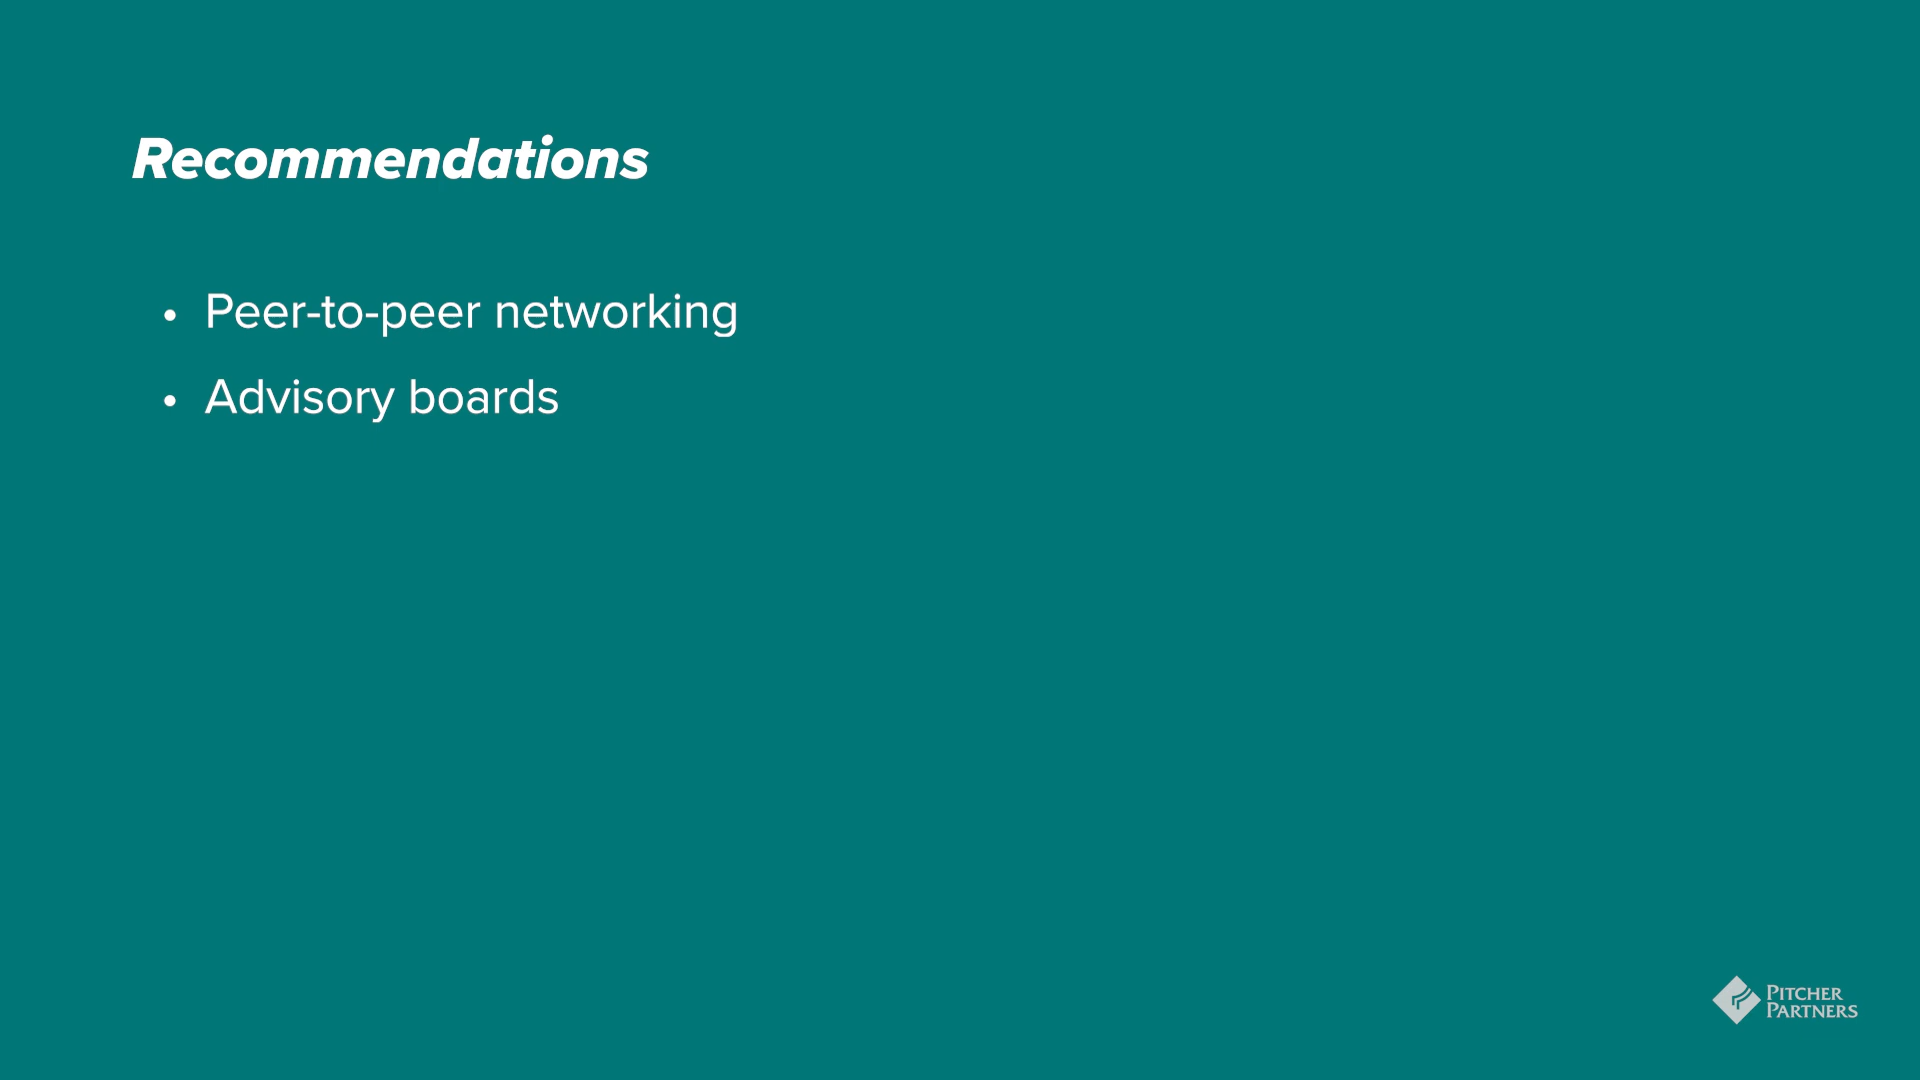 Recommendations
• Peer-to-peer networking
• Advisory boards
PITCHER
PARTNERS